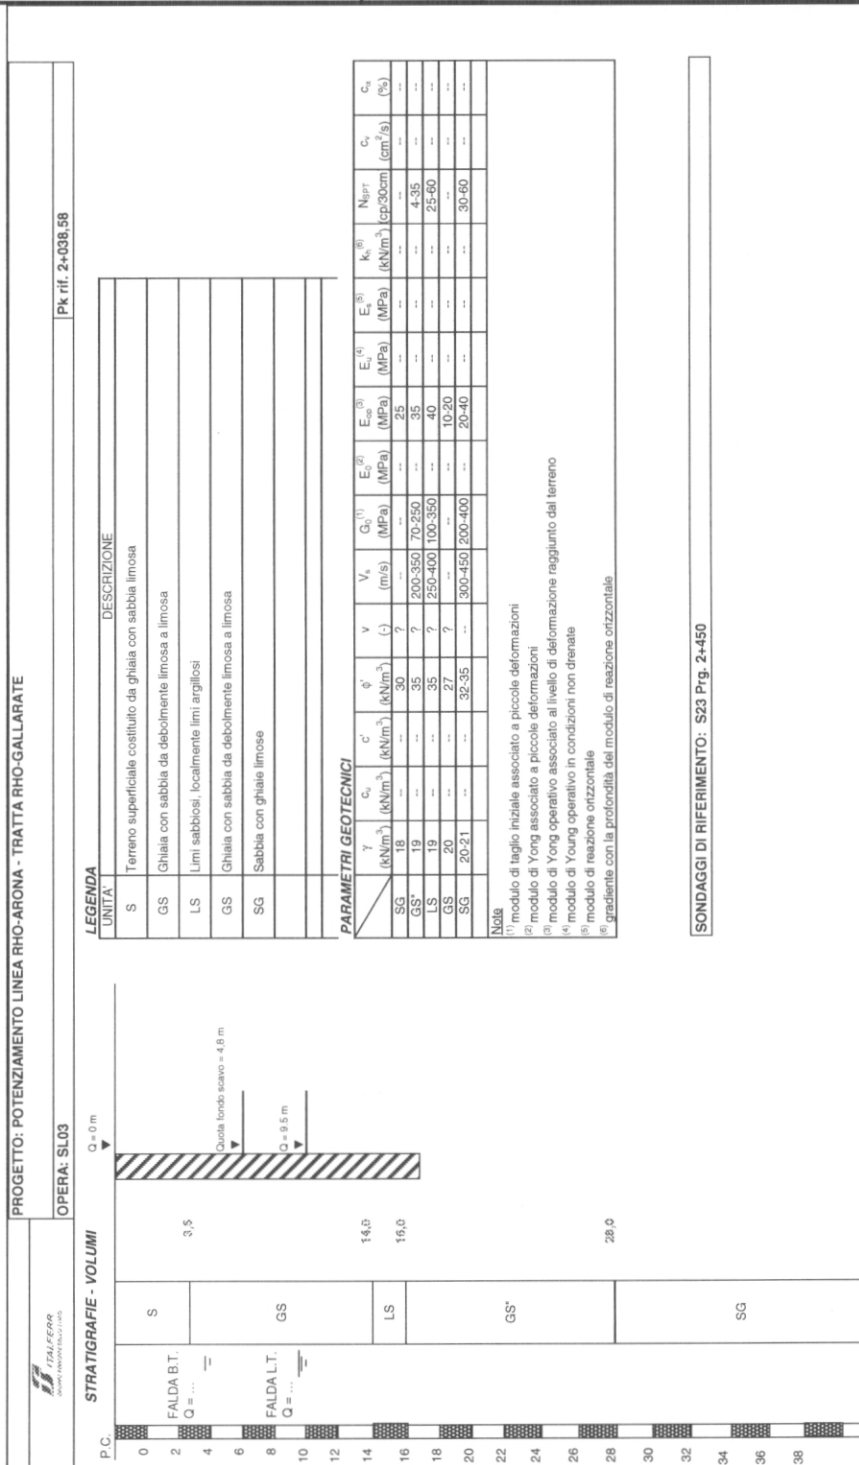 ITALFERR
PROGETTO: POTENZIAMENTO LINEA RHO-ARONA - TRATTA RHO-GALLARATE
OPERA: SL03
Pk rif. 2+038,58
STRATIGRAFIE - VOLUMI
P.C.
0
2
4
6
8
10
12
14
16
18
20
22
24
26
28
30
32
34
36
38
FALDA B.T.
Q = ...
FALDA L.T.
Q = ...
S
GS
LS
GS*
SG
3,5
14,0
16,0
28,0
Q = 0 m
Quota fondo scavo = 4,8 m
Q = 9.5 m
LEGENDA
UNITA' DESCRIZIONE
S Terreno superficiale costituito da ghiaia con sabbia limosa
GS Ghiaia con sabbia da debolmente limosa a limosa
LS Limi sabbiosi, localmente limi argillosi
GS Ghiaia con sabbia da debolmente limosa a limosa
SG Sabbia con ghiaie limose
PARAMETRI GEOTECNICI
γ cᵤ c' ϕ' ν Vₛ G₀⁽¹⁾ E₀⁽²⁾ Eₒₚ⁽³⁾ Eᵤ⁽⁴⁾ Eₛ⁽⁵⁾ kₕ⁽⁶⁾ N_SPT cᵥ c_α
(kN/m³) (kN/m³) (kN/m³) (kN/m³) (-) (m/s) (MPa) (MPa) (MPa) (MPa) (MPa) (kN/m³) (cp/30cm) (cm²/s) (%)
SG 18 -- -- 30 ? -- -- -- 25 -- -- -- -- -- --
GS* 19 -- -- 35 ? 200-350 70-250 -- 35 -- -- -- 4-35 -- --
LS 19 -- -- 35 ? 250-400 100-350 -- 40 -- -- -- 25-60 -- --
GS 20 -- -- 27 ? -- -- -- 10-20 -- -- -- -- -- --
SG 20-21 -- -- 32-35 -- 300-450 200-400 -- 20-40 -- -- -- 30-60 -- --
Note
(1) modulo di taglio iniziale associato a piccole deformazioni
(2) modulo di Yong associato a piccole deformazioni
(3) modulo di Yong operativo associato al livello di deformazione raggiunto dal terreno
(4) modulo di Young operativo in condizioni non drenate
(5) modulo di reazione orizzontale
(6) gradiente con la profondità del modulo di reazione orizzontale
SONDAGGI DI RIFERIMENTO: S23 Prg. 2+450